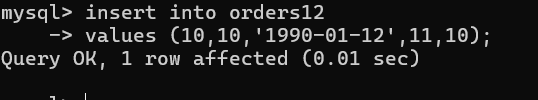 mysql> insert into orders12
-> values (10,10,'1990-01-12',11,10);
Query OK, 1 row affected (0.01 sec)